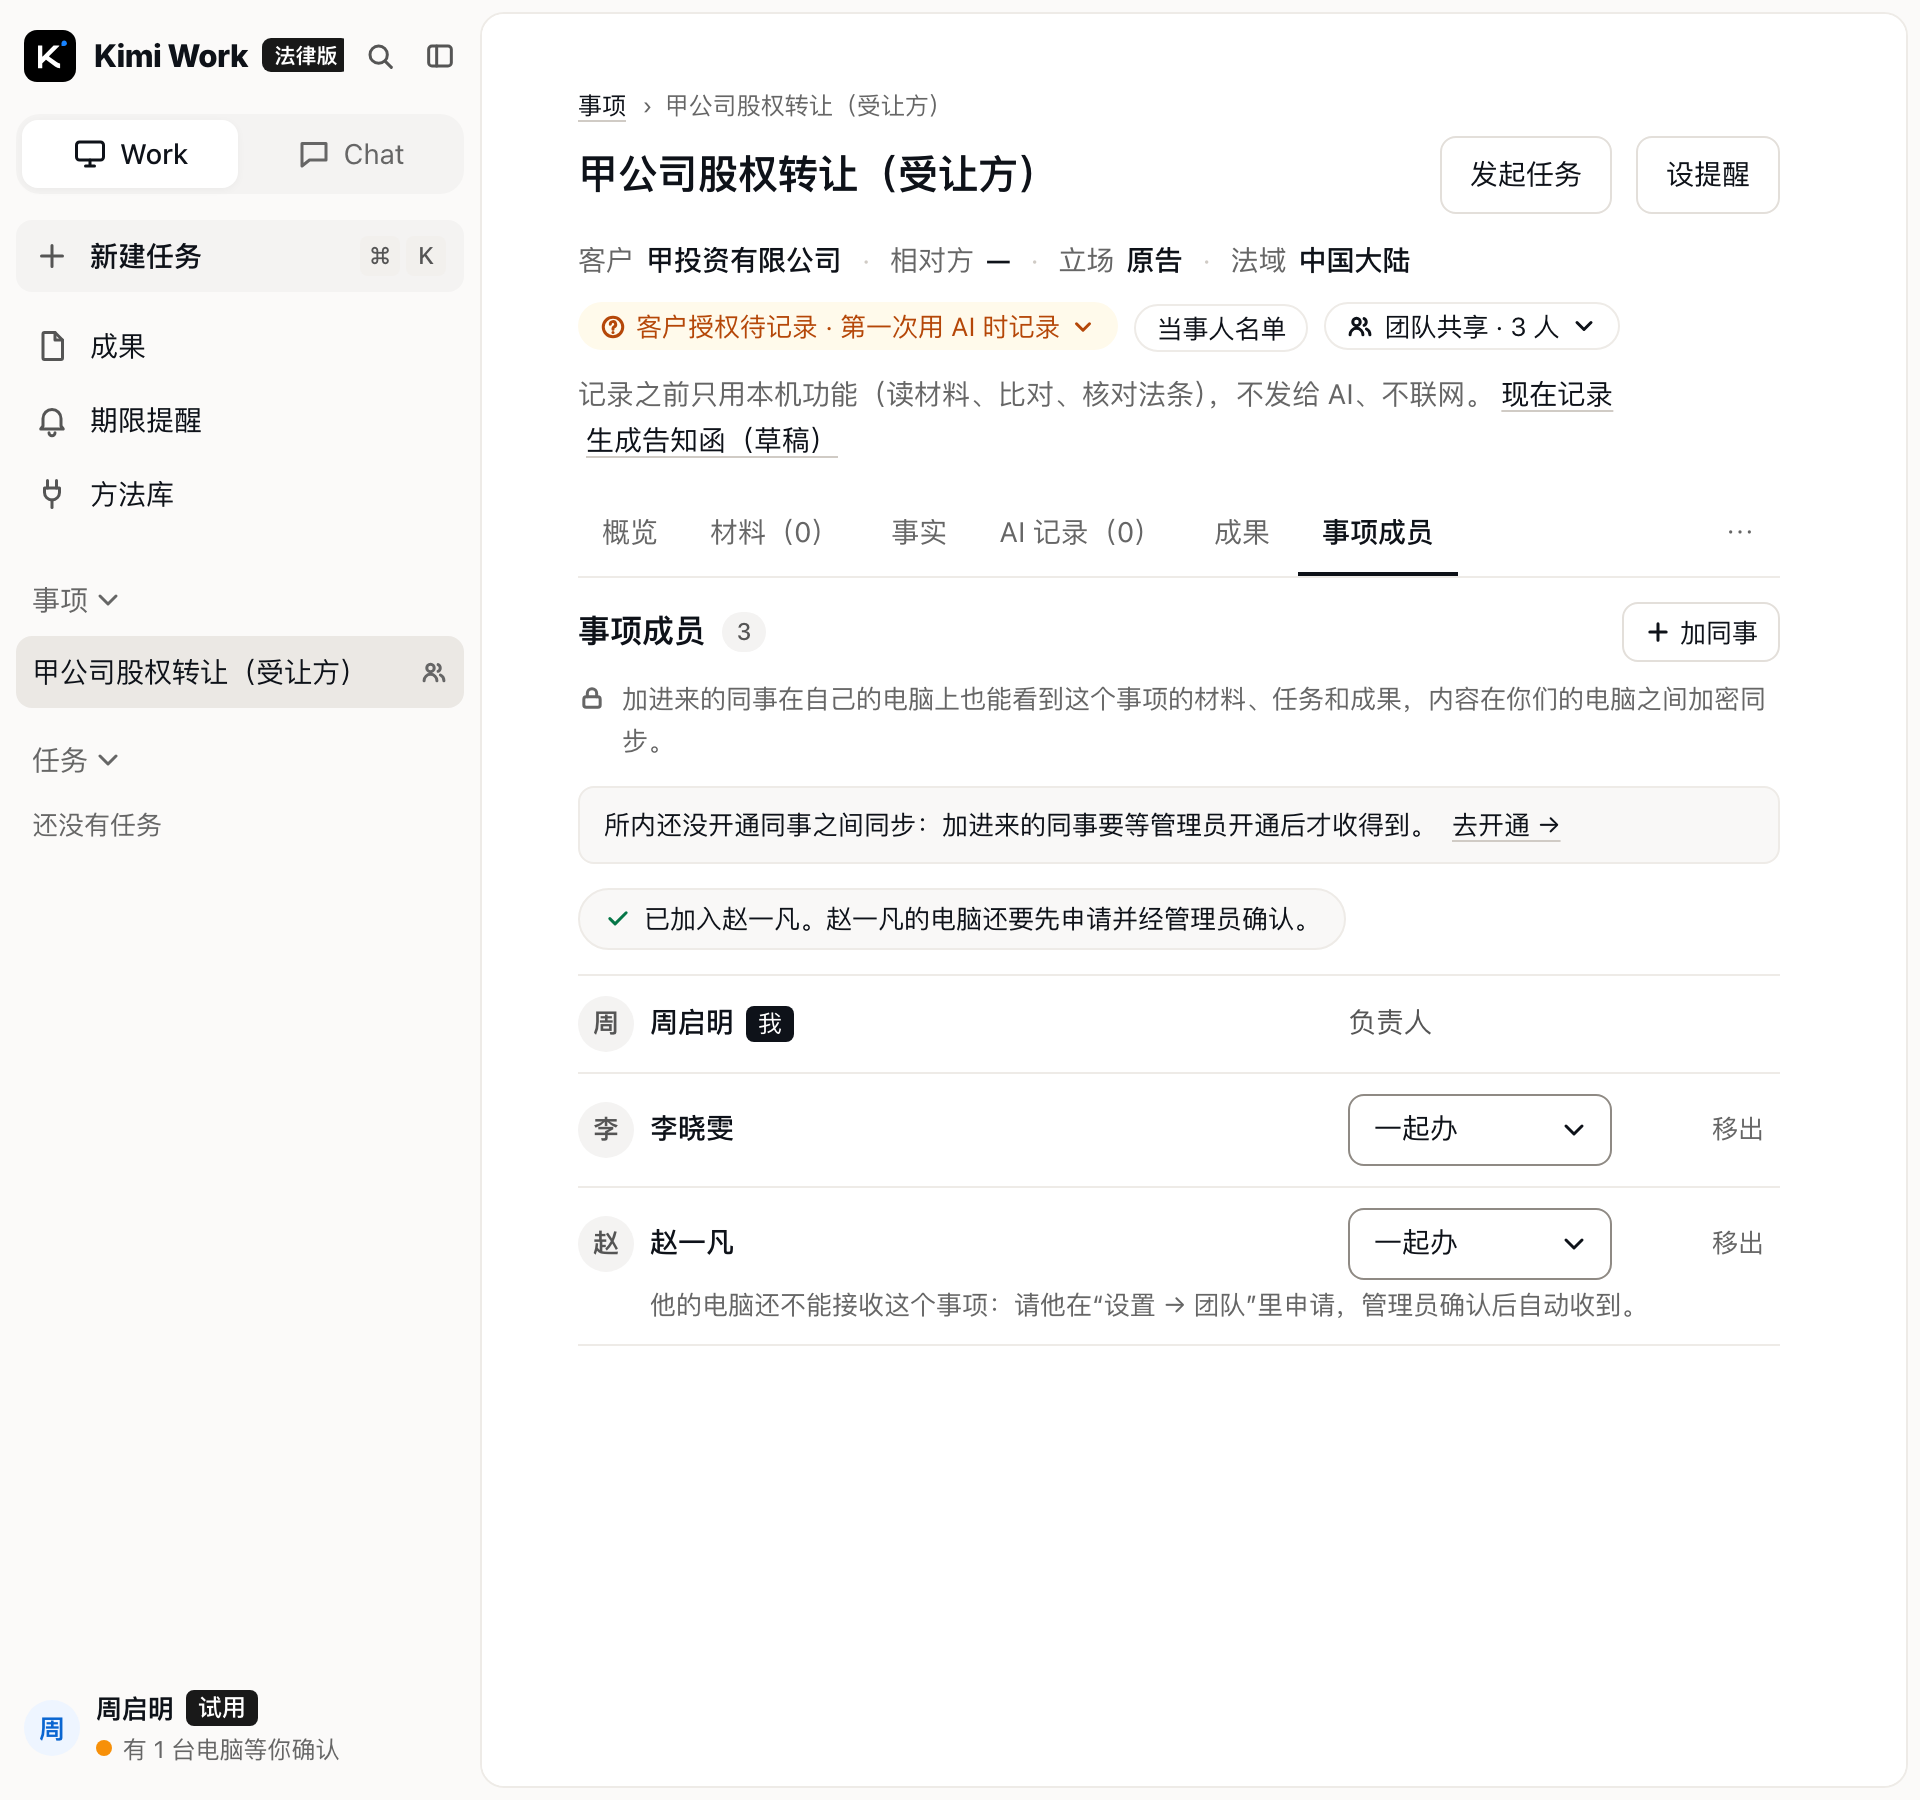 Kimi Work 法律版
Work
Chat
新建任务 ⌘ K
成果
期限提醒
方法库
事项
甲公司股权转让（受让方）
任务
还没有任务
周 周启明 试用
有 1 台电脑等你确认
事项 › 甲公司股权转让（受让方）
甲公司股权转让（受让方）
发起任务
设提醒
客户 甲投资有限公司 · 相对方 — · 立场 原告 · 法域 中国大陆
客户授权待记录 · 第一次用 AI 时记录
当事人名单
团队共享 · 3 人
记录之前只用本机功能（读材料、比对、核对法条），不发给 AI、不联网。 现在记录
生成告知函（草稿）
概览 材料（0） 事实 AI 记录（0） 成果 事项成员 ···
事项成员 3
+ 加同事
加进来的同事在自己的电脑上也能看到这个事项的材料、任务和成果，内容在你们的电脑之间加密同
步。
所内还没开通同事之间同步：加进来的同事要等管理员开通后才收得到。 去开通 →
已加入赵一凡。赵一凡的电脑还要先申请并经管理员确认。
周 周启明 我 负责人
李 李晓雯 一起办 移出
赵 赵一凡 一起办 移出
他的电脑还不能接收这个事项：请他在“设置 → 团队”里申请，管理员确认后自动收到。